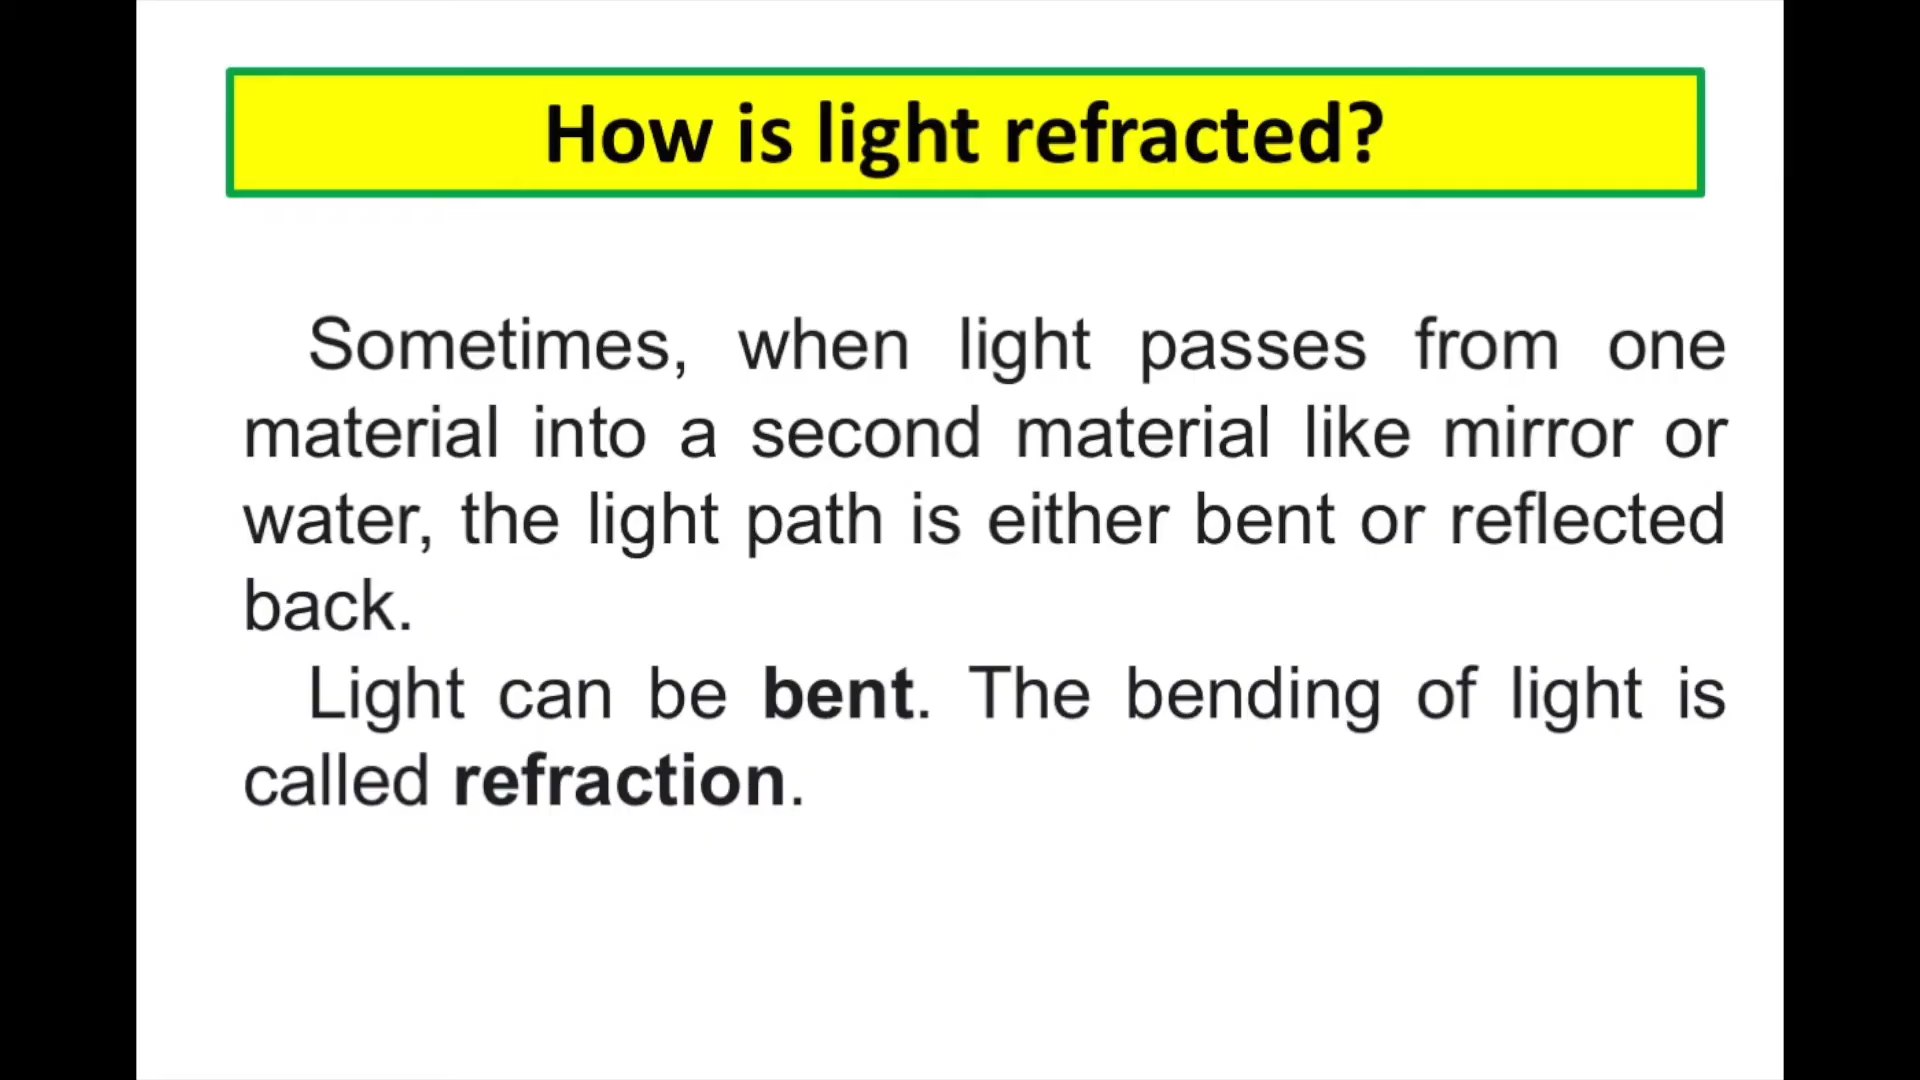 How is light refracted?
Sometimes, when light passes from one
material into a second material like mirror or
water, the light path is either bent or reflected
back.
Light can be bent. The bending of light is
called refraction.